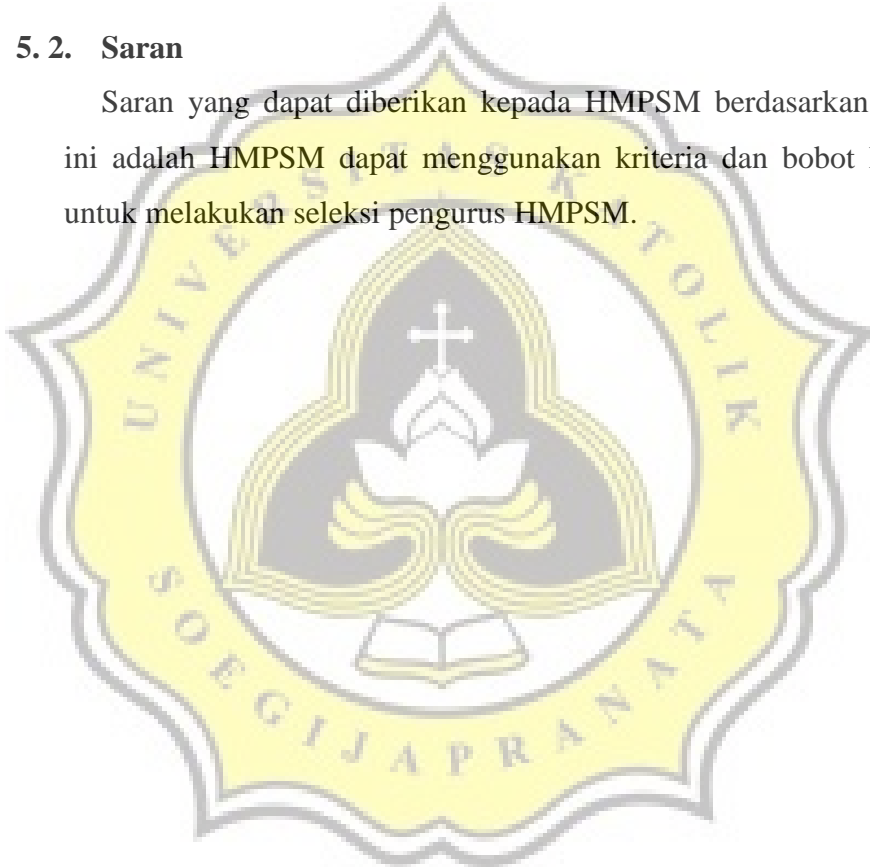 5. 2. Saran
Saran yang dapat diberikan kepada HMPSM berdasarkan
ini adalah HMPSM dapat menggunakan kriteria dan bobot
untuk melakukan seleksi pengurus HMPSM.
UNIVERSITAS KATOLIK
SOEGIJAPRANATA